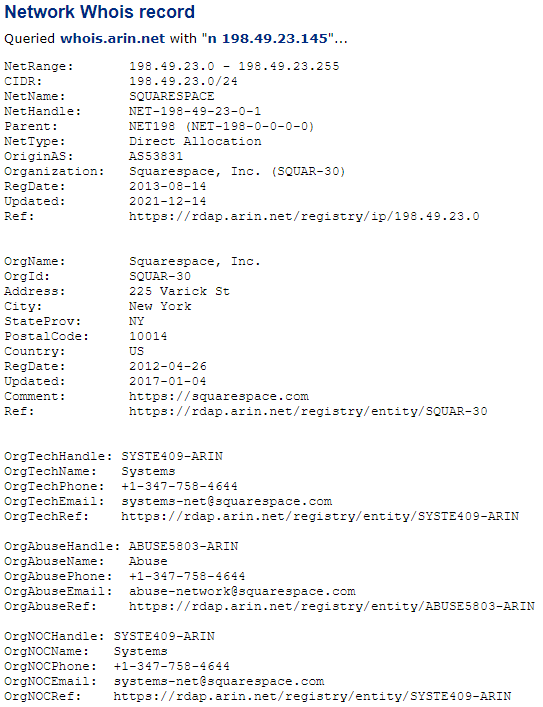 Network Whois record
Queried whois.arin.net with "n 198.49.23.145"...
NetRange: 198.49.23.0 - 198.49.23.255
CIDR: 198.49.23.0/24
NetName: SQUARESPACE
NetHandle: NET-198-49-23-0-1
Parent: NET198 (NET-198-0-0-0-0)
NetType: Direct Allocation
OriginAS: AS53831
Organization: Squarespace, Inc. (SQUAR-30)
RegDate: 2013-08-14
Updated: 2021-12-14
Ref: https://rdap.arin.net/registry/ip/198.49.23.0
OrgName: Squarespace, Inc.
OrgId: SQUAR-30
Address: 225 Varick St
City: New York
StateProv: NY
PostalCode: 10014
Country: US
RegDate: 2012-04-26
Updated: 2017-01-04
Comment: https://squarespace.com
Ref: https://rdap.arin.net/registry/entity/SQUAR-30
OrgTechHandle: SYSTE409-ARIN
OrgTechName: Systems
OrgTechPhone: +1-347-758-4644
OrgTechEmail: systems-net@squarespace.com
OrgTechRef: https://rdap.arin.net/registry/entity/SYSTE409-ARIN
OrgAbuseHandle: ABUSE5803-ARIN
OrgAbuseName: Abuse
OrgAbusePhone: +1-347-758-4644
OrgAbuseEmail: abuse-network@squarespace.com
OrgAbuseRef: https://rdap.arin.net/registry/entity/ABUSE5803-ARIN
OrgNOCHandle: SYSTE409-ARIN
OrgNOCName: Systems
OrgNOCPhone: +1-347-758-4644
OrgNOCEmail: systems-net@squarespace.com
OrgNOCRef: https://rdap.arin.net/registry/entity/SYSTE409-ARIN